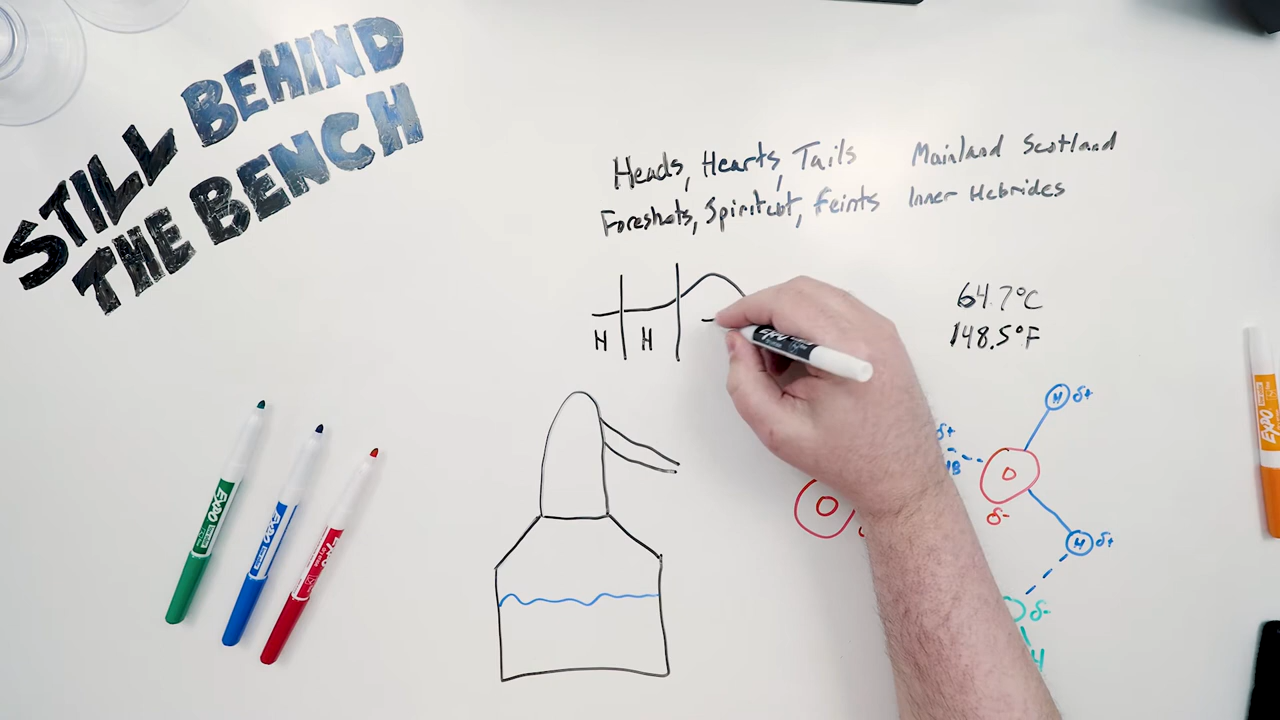 STILL BEHIND
THE BENCH
Heads, Hearts, Tails Mainland Scotland
Foreshots, Spiritcut, Feints Inner Hebrides
H H
64.7°C
148.5°F
EXPO
EXPO
EXPO
EXPO
EXPO
H δ+
δ+
O
O
δ-
H δ+
δ-
H